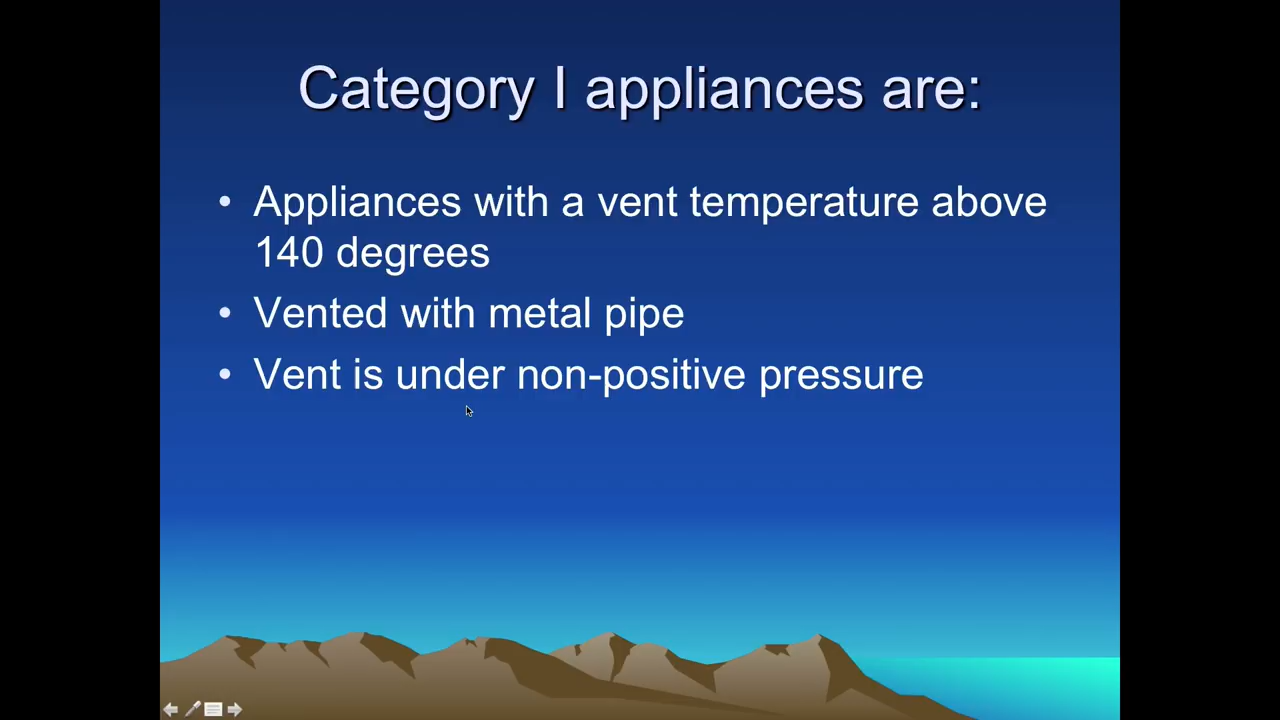 Category I appliances are:
• Appliances with a vent temperature above
140 degrees
• Vented with metal pipe
• Vent is under non-positive pressure